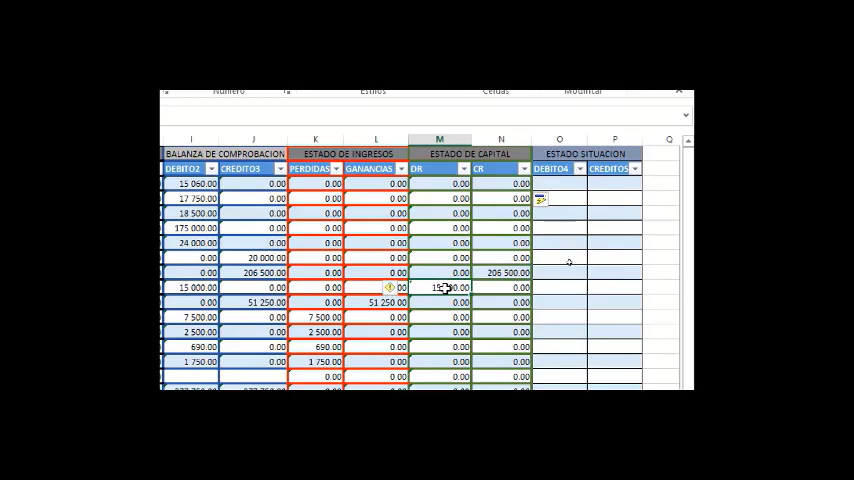 Número Estilos Celdas Modificar
I J K L M N O P Q
BALANZA DE COMPROBACION ESTADO DE INGRESOS ESTADO DE CAPITAL ESTADO SITUACION
DEBITO2 CREDITO3 PERDIDAS GANANCIAS DR CR DEBITO4 CREDITO5
15 060.00 0.00 0.00 0.00 0.00 0.00
17 750.00 0.00 0.00 0.00 0.00 0.00
18 500.00 0.00 0.00 0.00 0.00 0.00
175 000.00 0.00 0.00 0.00 0.00 0.00
24 000.00 0.00 0.00 0.00 0.00 0.00
0.00 20 000.00 0.00 0.00 0.00 0.00
0.00 206 500.00 0.00 0.00 0.00 206 500.00
15 000.00 0.00 0.00 0.00
0.00 51 250.00 0.00 51 250.00 0.00 0.00
7 500.00 0.00 7 500.00 0.00 0.00 0.00
2 500.00 0.00 2 500.00 0.00 0.00 0.00
690.00 0.00 690.00 0.00 0.00 0.00
1 750.00 0.00 1 750.00 0.00 0.00 0.00
0.00 0.00 0.00 0.00